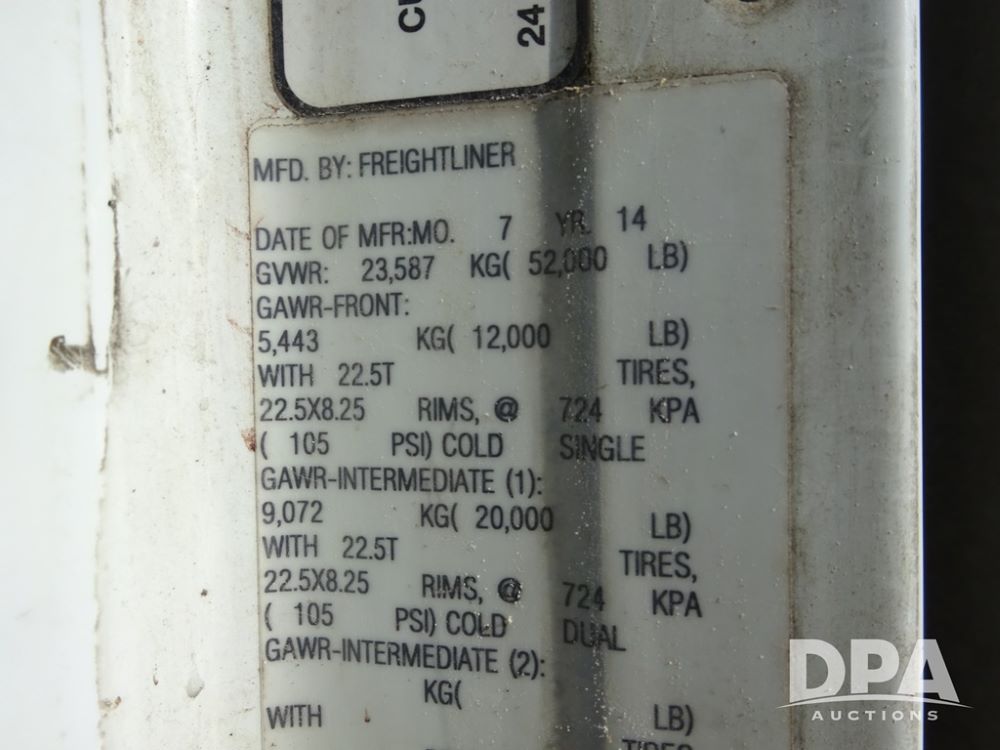 CU
24
MFD. BY: FREIGHTLINER
DATE OF MFR:MO. 7 YR. 14
GVWR: 23,587 KG( 52,000 LB)
GAWR-FRONT:
5,443 KG( 12,000 LB)
WITH 22.5T TIRES,
22.5X8.25 RIMS, @ 724 KPA
( 105 PSI) COLD SINGLE
GAWR-INTERMEDIATE (1):
9,072 KG( 20,000 LB)
WITH 22.5T TIRES,
22.5X8.25 RIMS, @ 724 KPA
( 105 PSI) COLD DUAL
GAWR-INTERMEDIATE (2):
KG( LB)
WITH TIRES
DPA
AUCTIONS